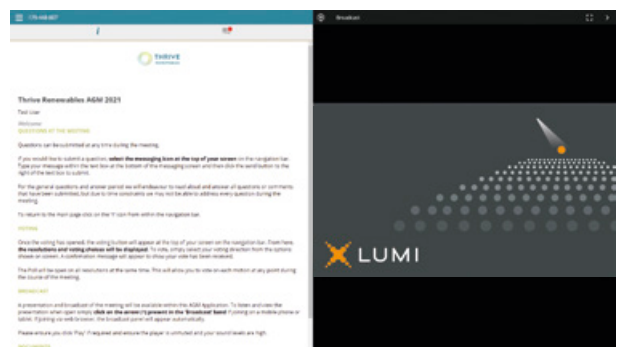 Broadcast
i
THRIVE
Thrive Renewables AGM 2021
Test User
Welcome
QUESTIONS AT THE MEETING
Questions can be submitted at any time during the meeting.
If you would like to submit a question, select the messaging icon at the top of your screen on the navigation bar.
Type your message within the text box at the bottom of the messaging screen and then click the send button to the
right of the text box to submit.
For the general questions and answer period we will endeavour to read aloud and answer all questions or comments
that have been submitted, but due to time constraints we may not be able to address every question during the
meeting.
To return to the main page click on the 'i' icon from within the navigation bar.
VOTING
Once the voting has opened, the voting button will appear at the top of your screen on the navigation bar. From here,
the resolutions and voting choices will be displayed. To vote, simply select your voting direction from the options
shown on screen. A confirmation message will appear to show your vote has been received.
The Poll will be open on all resolutions at the same time. This will allow you to vote on each motion at any point during
the course of the meeting.
BROADCAST
A presentation and broadcast of the meeting will be available within the AGM Application. To listen and view the
presentation when open simply click on the arrow (↑) present in the 'Broadcast' band if joining on a mobile phone or
tablet. If joining via web browser, the broadcast panel will appear automatically.
Please ensure you click 'Play' if required and ensure the player is unmuted and your sound levels are high.
LUMI